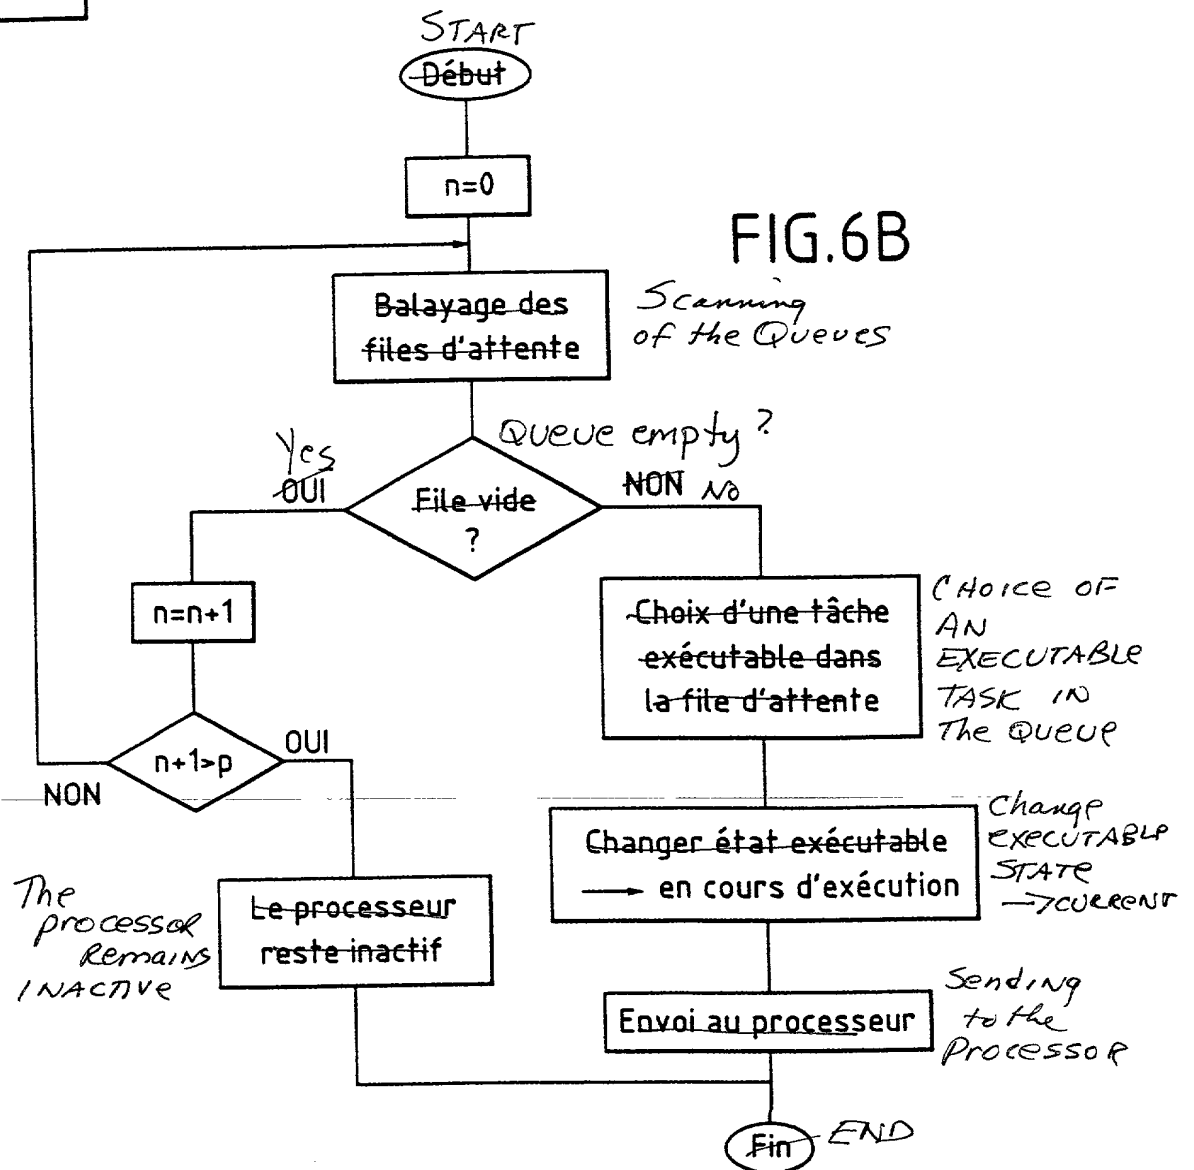 START
Début
n=0
FIG.6B
Balayage des
files d'attente
Scanning
of the Queues
Queue empty?
Yes
OUI
File vide
?
NON No
n=n+1
Choix d'une tâche
exécutable dans
la file d'attente
CHOICE OF
AN
EXECUTABLE
TASK IN
The QUEUE
n+1>p
OUI
NON
Changer état exécutable
→ en cours d'exécution
Change
EXECUTABLE
STATE
→ CURRENT
The
processor
Remains
INACTIVE
Le processeur
reste inactif
Envoi au processeur
Sending
to the
Processor
Fin
END